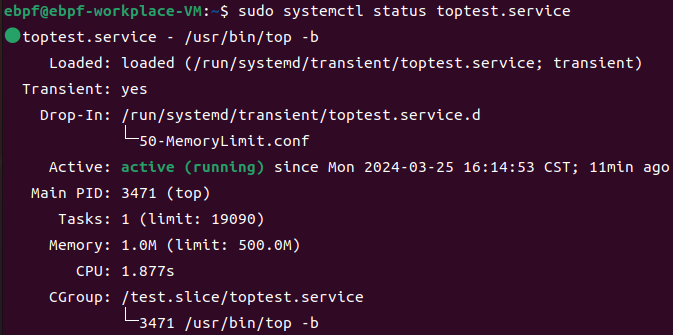 ebpf@ebpf-workplace-VM:~$ sudo systemctl status toptest.service
●toptest.service - /usr/bin/top -b
Loaded: loaded (/run/systemd/transient/toptest.service; transient)
Transient: yes
Drop-In: /run/systemd/transient/toptest.service.d
└─50-MemoryLimit.conf
Active: active (running) since Mon 2024-03-25 16:14:53 CST; 11min ago
Main PID: 3471 (top)
Tasks: 1 (limit: 19090)
Memory: 1.0M (limit: 500.0M)
CPU: 1.877s
CGroup: /test.slice/toptest.service
└─3471 /usr/bin/top -b